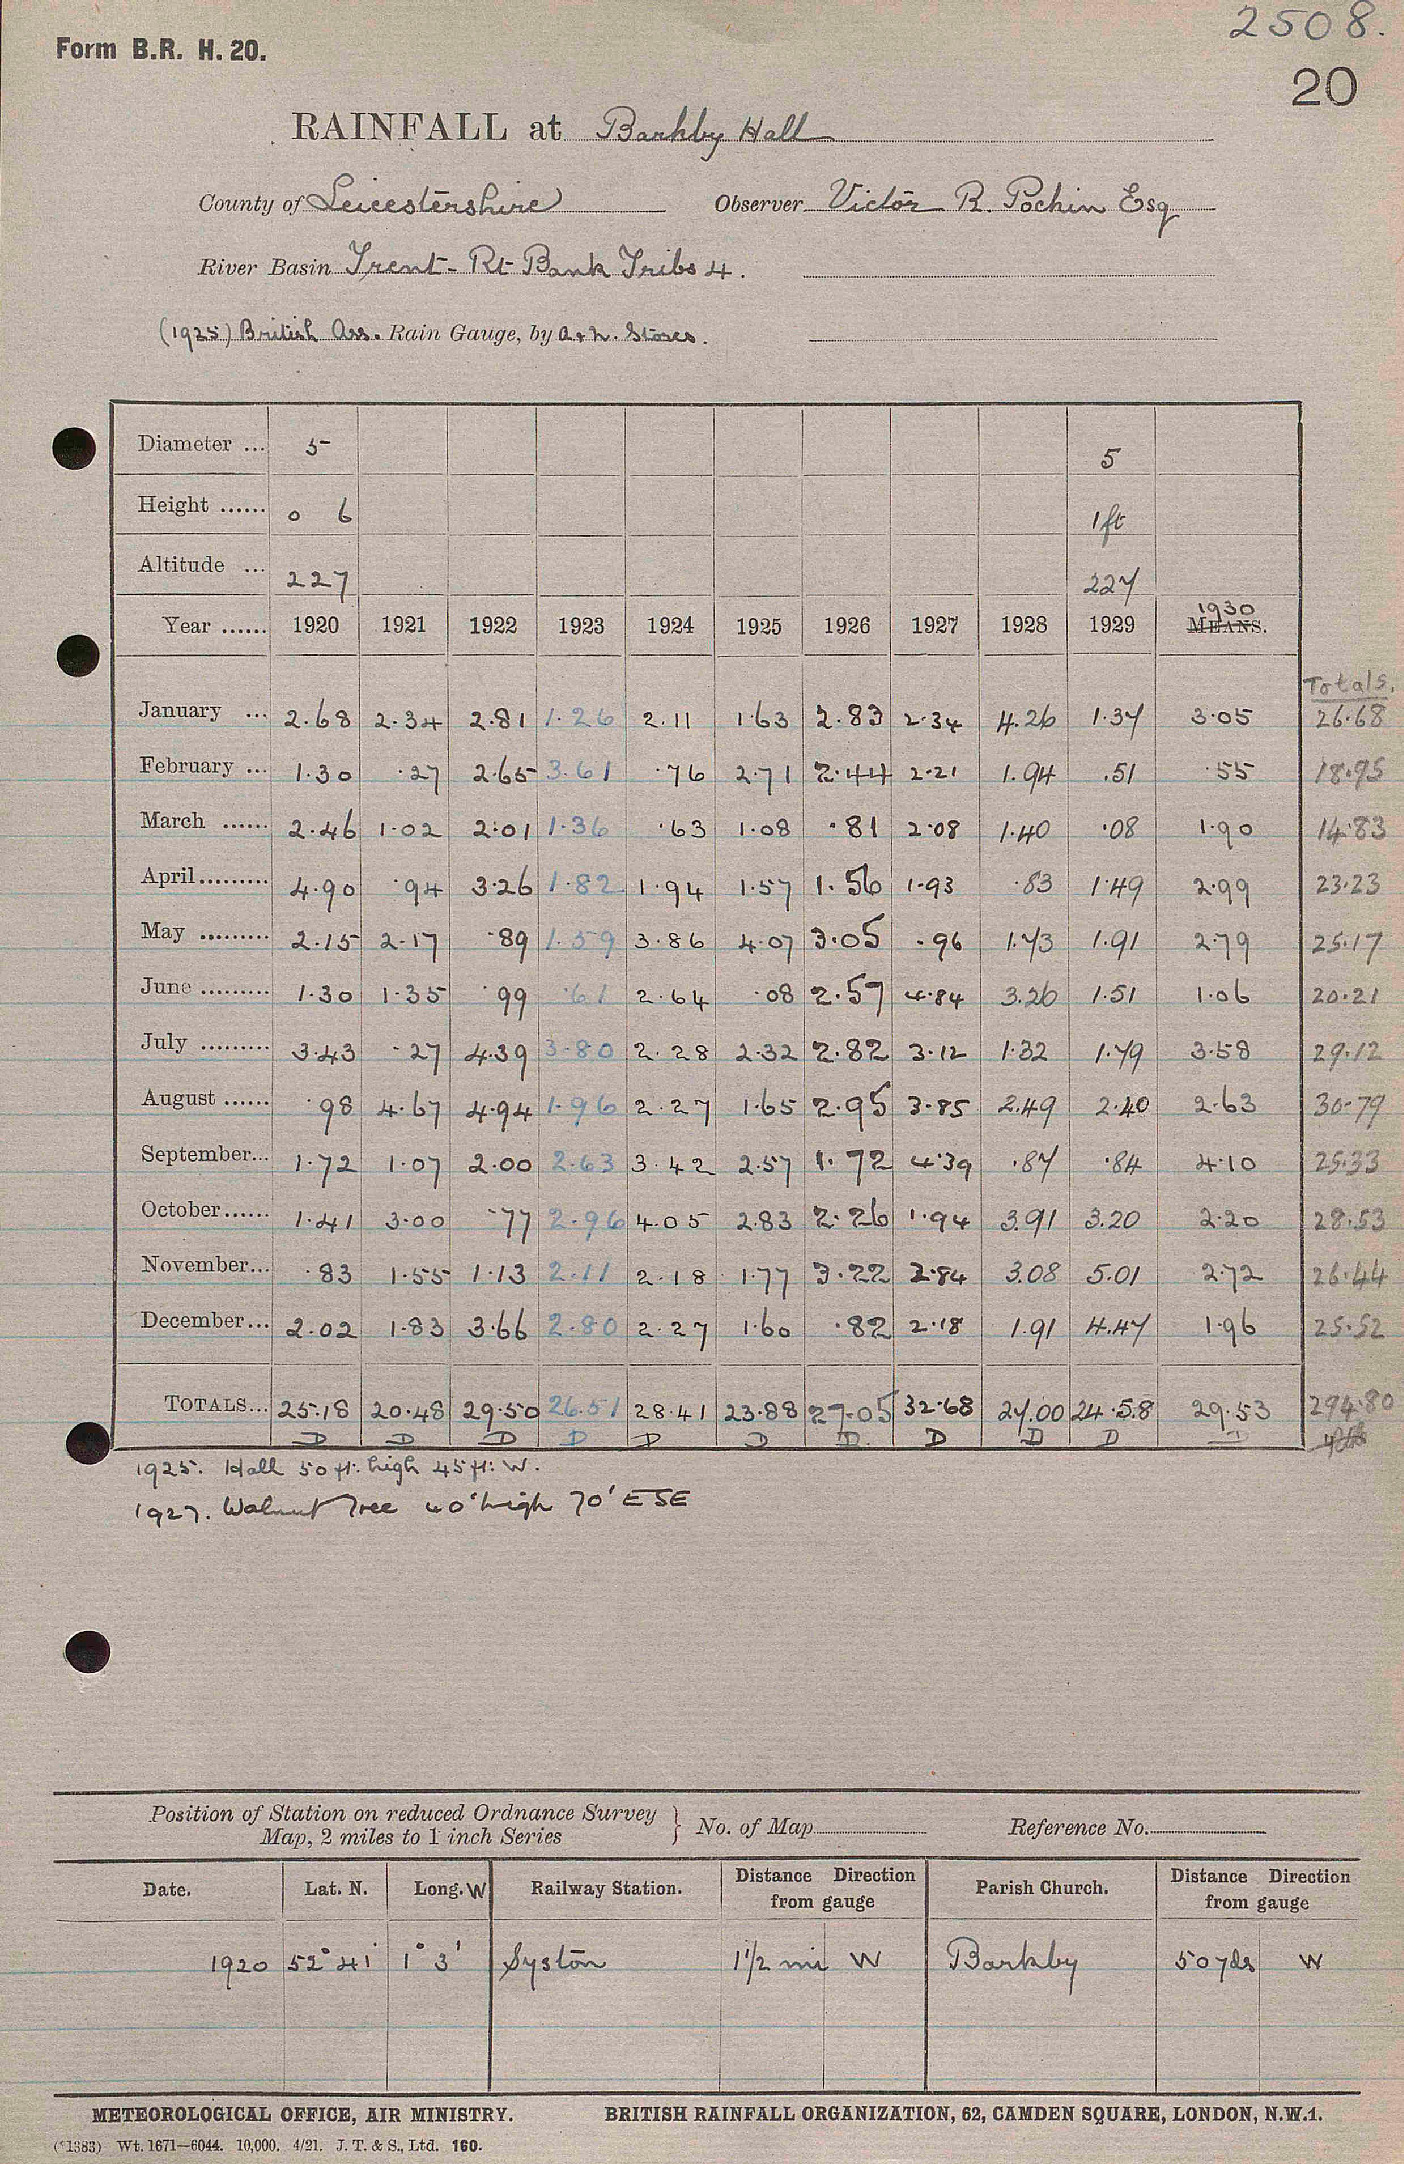 2508.
Form B.R. H. 20.
20
RAINFALL at Barkby Hall
County of Leicestershire Observer Victor R. Pochin Esq
River Basin Trent - Rt Bank Tribs 4.
(1925) British Ass. Rain Gauge, by A & N. Stores.
Diameter ... 5 5
Height ...... 0 6 1 ft
Altitude ... 227 227
Year ...... 1920 1921 1922 1923 1924 1925 1926 1927 1928 1929 1930 MEANS.
Totals.
January ... 2.68 2.34 2.81 1.26 2.11 1.63 2.83 2.34 4.26 1.37 3.05 26.68
February ... 1.30 .27 2.65 3.61 .76 2.71 2.44 2.21 1.94 .51 .55 18.95
March ...... 2.46 1.02 2.01 1.36 .63 1.08 .81 2.08 1.40 .08 1.90 14.83
April ......... 4.90 .94 3.26 1.82 1.94 1.57 1.56 1.93 .83 1.49 2.99 23.23
May ......... 2.15 2.17 .89 1.59 3.86 4.07 3.05 .96 1.73 1.91 2.79 25.17
June ......... 1.30 1.35 .99 .61 2.64 .08 2.57 4.84 3.26 1.51 1.06 20.21
July ......... 3.43 .27 4.39 3.80 2.28 2.32 2.82 3.12 1.32 1.79 3.58 29.12
August ...... .98 4.67 4.94 1.96 2.27 1.65 2.95 3.85 2.49 2.40 2.63 30.79
September... 1.72 1.07 2.00 2.63 3.42 2.57 1.72 4.39 .87 .84 4.10 25.33
October...... 1.41 3.00 .77 2.96 4.05 2.83 2.26 1.94 3.91 3.20 2.20 28.53
November... .83 1.55 1.13 2.11 2.18 1.77 3.22 2.84 3.08 5.01 2.72 26.44
December... 2.02 1.83 3.66 2.80 2.27 1.60 .82 2.18 1.91 4.47 1.96 25.52
TOTALS... 25.18 20.48 29.50 26.51 28.41 23.88 27.05 32.68 27.00 24.58 29.53 294.80
D D D D D D D D D D D
1925. Hall 50 ft. high 45 ft. W.
1927. Walnut Tree 40' high 70' ESE
Position of Station on reduced Ordnance Survey Map, 2 miles to 1 inch Series } No. of Map Reference No.
Date. Lat. N. Long. W Railway Station. Distance Direction from gauge Parish Church. Distance Direction from gauge
1920 52° 41' 1° 3' Syston 1 1/2 mi W Barkby 50 yds W
METEOROLOGICAL OFFICE, AIR MINISTRY. BRITISH RAINFALL ORGANIZATION, 62, CAMDEN SQUARE, LONDON, N.W.1.
(*1383) Wt. 1671—6044. 10,000. 4/21. J. T. & S., Ltd. 160.